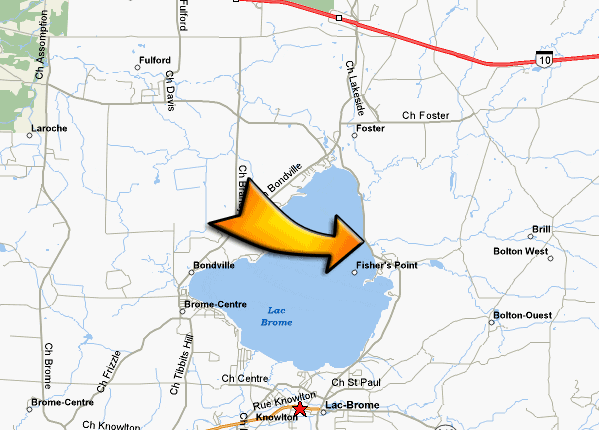 Fulford
Ch Assomption
Fulford
10
Ch Davis
Ch Lakeside
Ch Foster
Laroche
Foster
Bondville
Brill
Bolton West
Bondville
Fisher's Point
Brome-Centre
Lac
Brome
Bolton-Ouest
Ch Brome
Ch Frizzle
Ch Tibbits Hill
Ch Centre
Ch St Paul
Brome-Centre
Rue Knowlton
Lac-Brome
Knowlton
Ch Knowlton